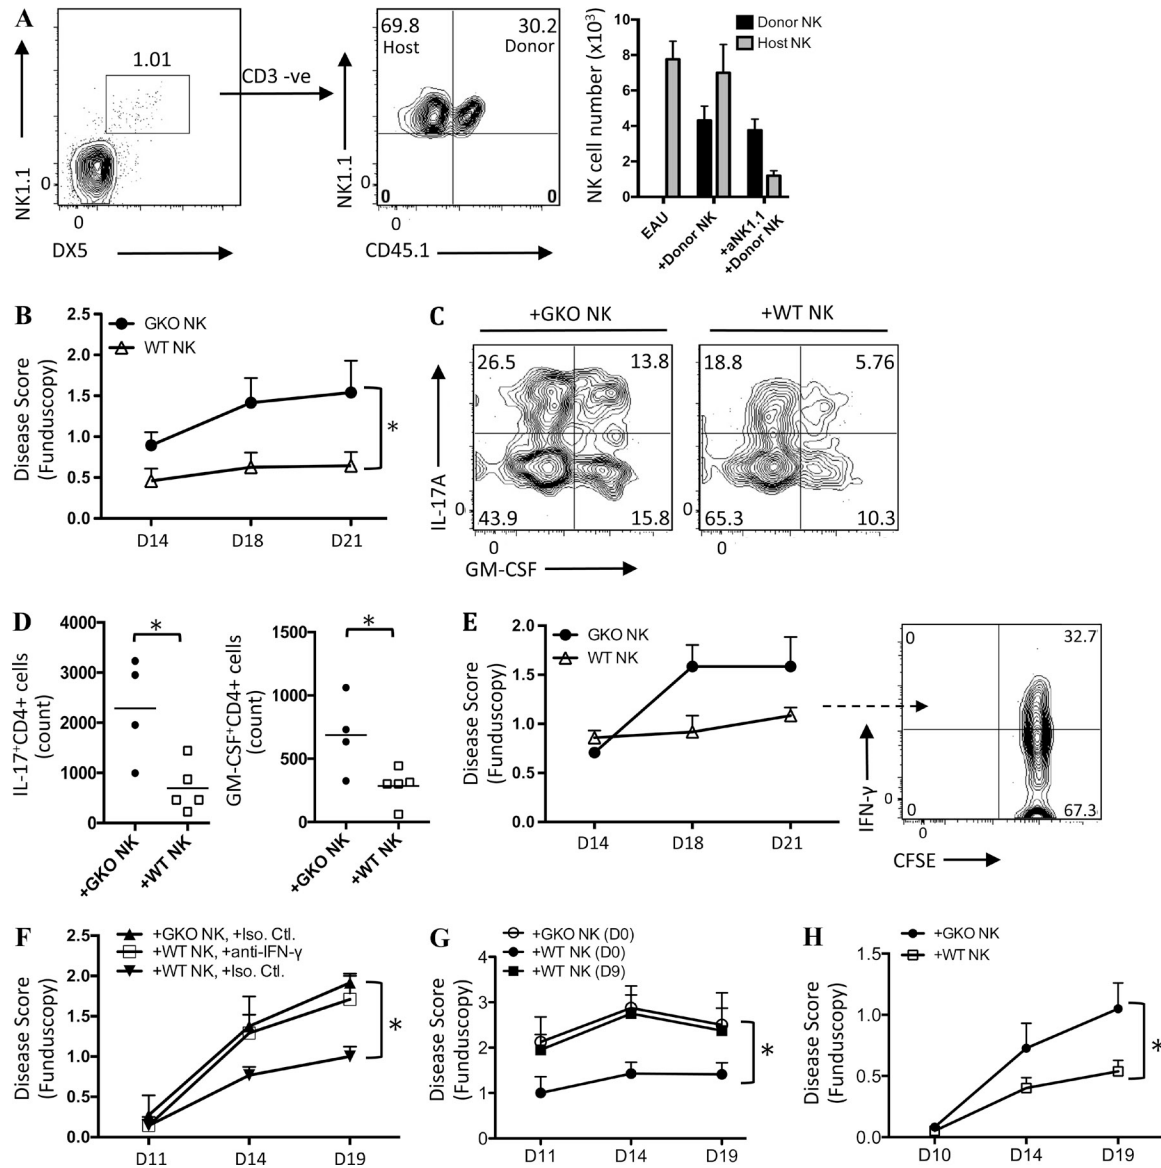 A
NK1.1
0
1.01
0
DX5
CD3 -ve
NK1.1
0
69.8
Host
30.2
Donor
0
0
0
CD45.1
NK cell number (x10³)
10
8
6
4
2
0
Donor NK
Host NK
EAU
+Donor NK
+aNK1.1
+Donor NK
B
Disease Score
(Funduscopy)
2.5
2.0
1.5
1.0
0.5
0.0
GKO NK
WT NK
*
D14
D18
D21
C
+GKO NK
+WT NK
IL-17A
0
26.5
13.8
43.9
15.8
0
18.8
5.76
65.3
10.3
0
0
GM-CSF
D
IL-17⁺CD4+ cells
(count)
4000
3000
2000
1000
0
*
+GKO NK
+WT NK
GM-CSF⁺CD4+ cells
(count)
1500
1000
500
0
*
+GKO NK
+WT NK
E
Disease Score
(Funduscopy)
2.0
1.5
1.0
0.5
0.0
GKO NK
WT NK
D14
D18
D21
IFN-γ
0
0
32.7
0
67.3
0
CFSE
F
Disease Score
(Funduscopy)
2.5
2.0
1.5
1.0
0.5
0.0
+GKO NK, +Iso. Ctl.
+WT NK, +anti-IFN-γ
+WT NK, +Iso. Ctl.
*
D11
D14
D19
G
Disease Score
(Funduscopy)
4
3
2
1
0
+GKO NK (D0)
+WT NK (D0)
+WT NK (D9)
*
D11
D14
D19
H
Disease Score
(Funduscopy)
1.5
1.0
0.5
0.0
+GKO NK
+WT NK
*
D10
D14
D19